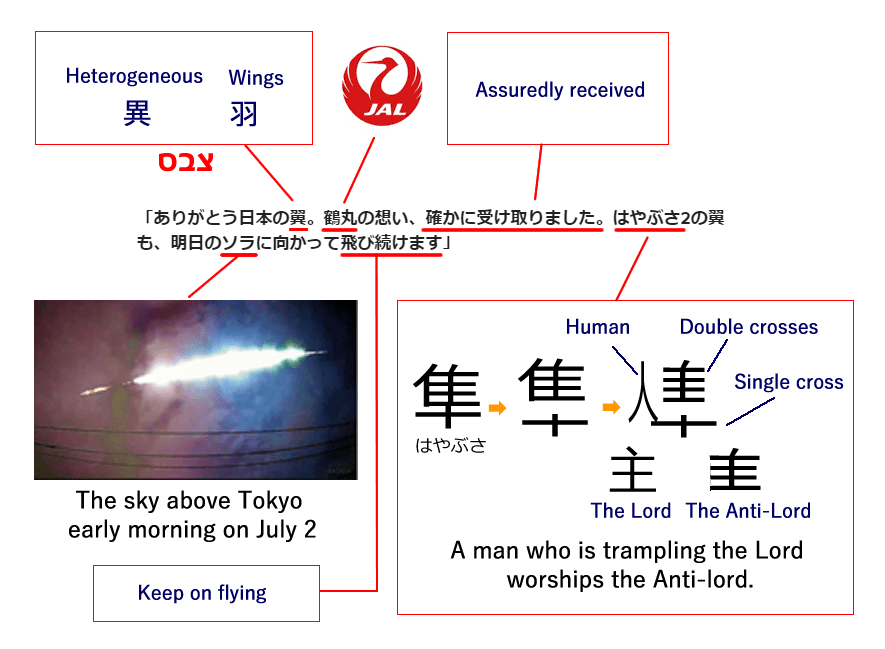 Heterogeneous Wings
異 羽
JAL
Assuredly received
צבס
「ありがとう日本の翼。鶴丸の想い、確かに受け取りました。はやぶさ2の翼
も、明日のソラに向かって飛び続けます」
The sky above Tokyo
early morning on July 2
Keep on flying
Human Double crosses
Single cross
隼
はやぶさ
主
The Lord The Anti-Lord
A man who is trampling the Lord
worships the Anti-lord.